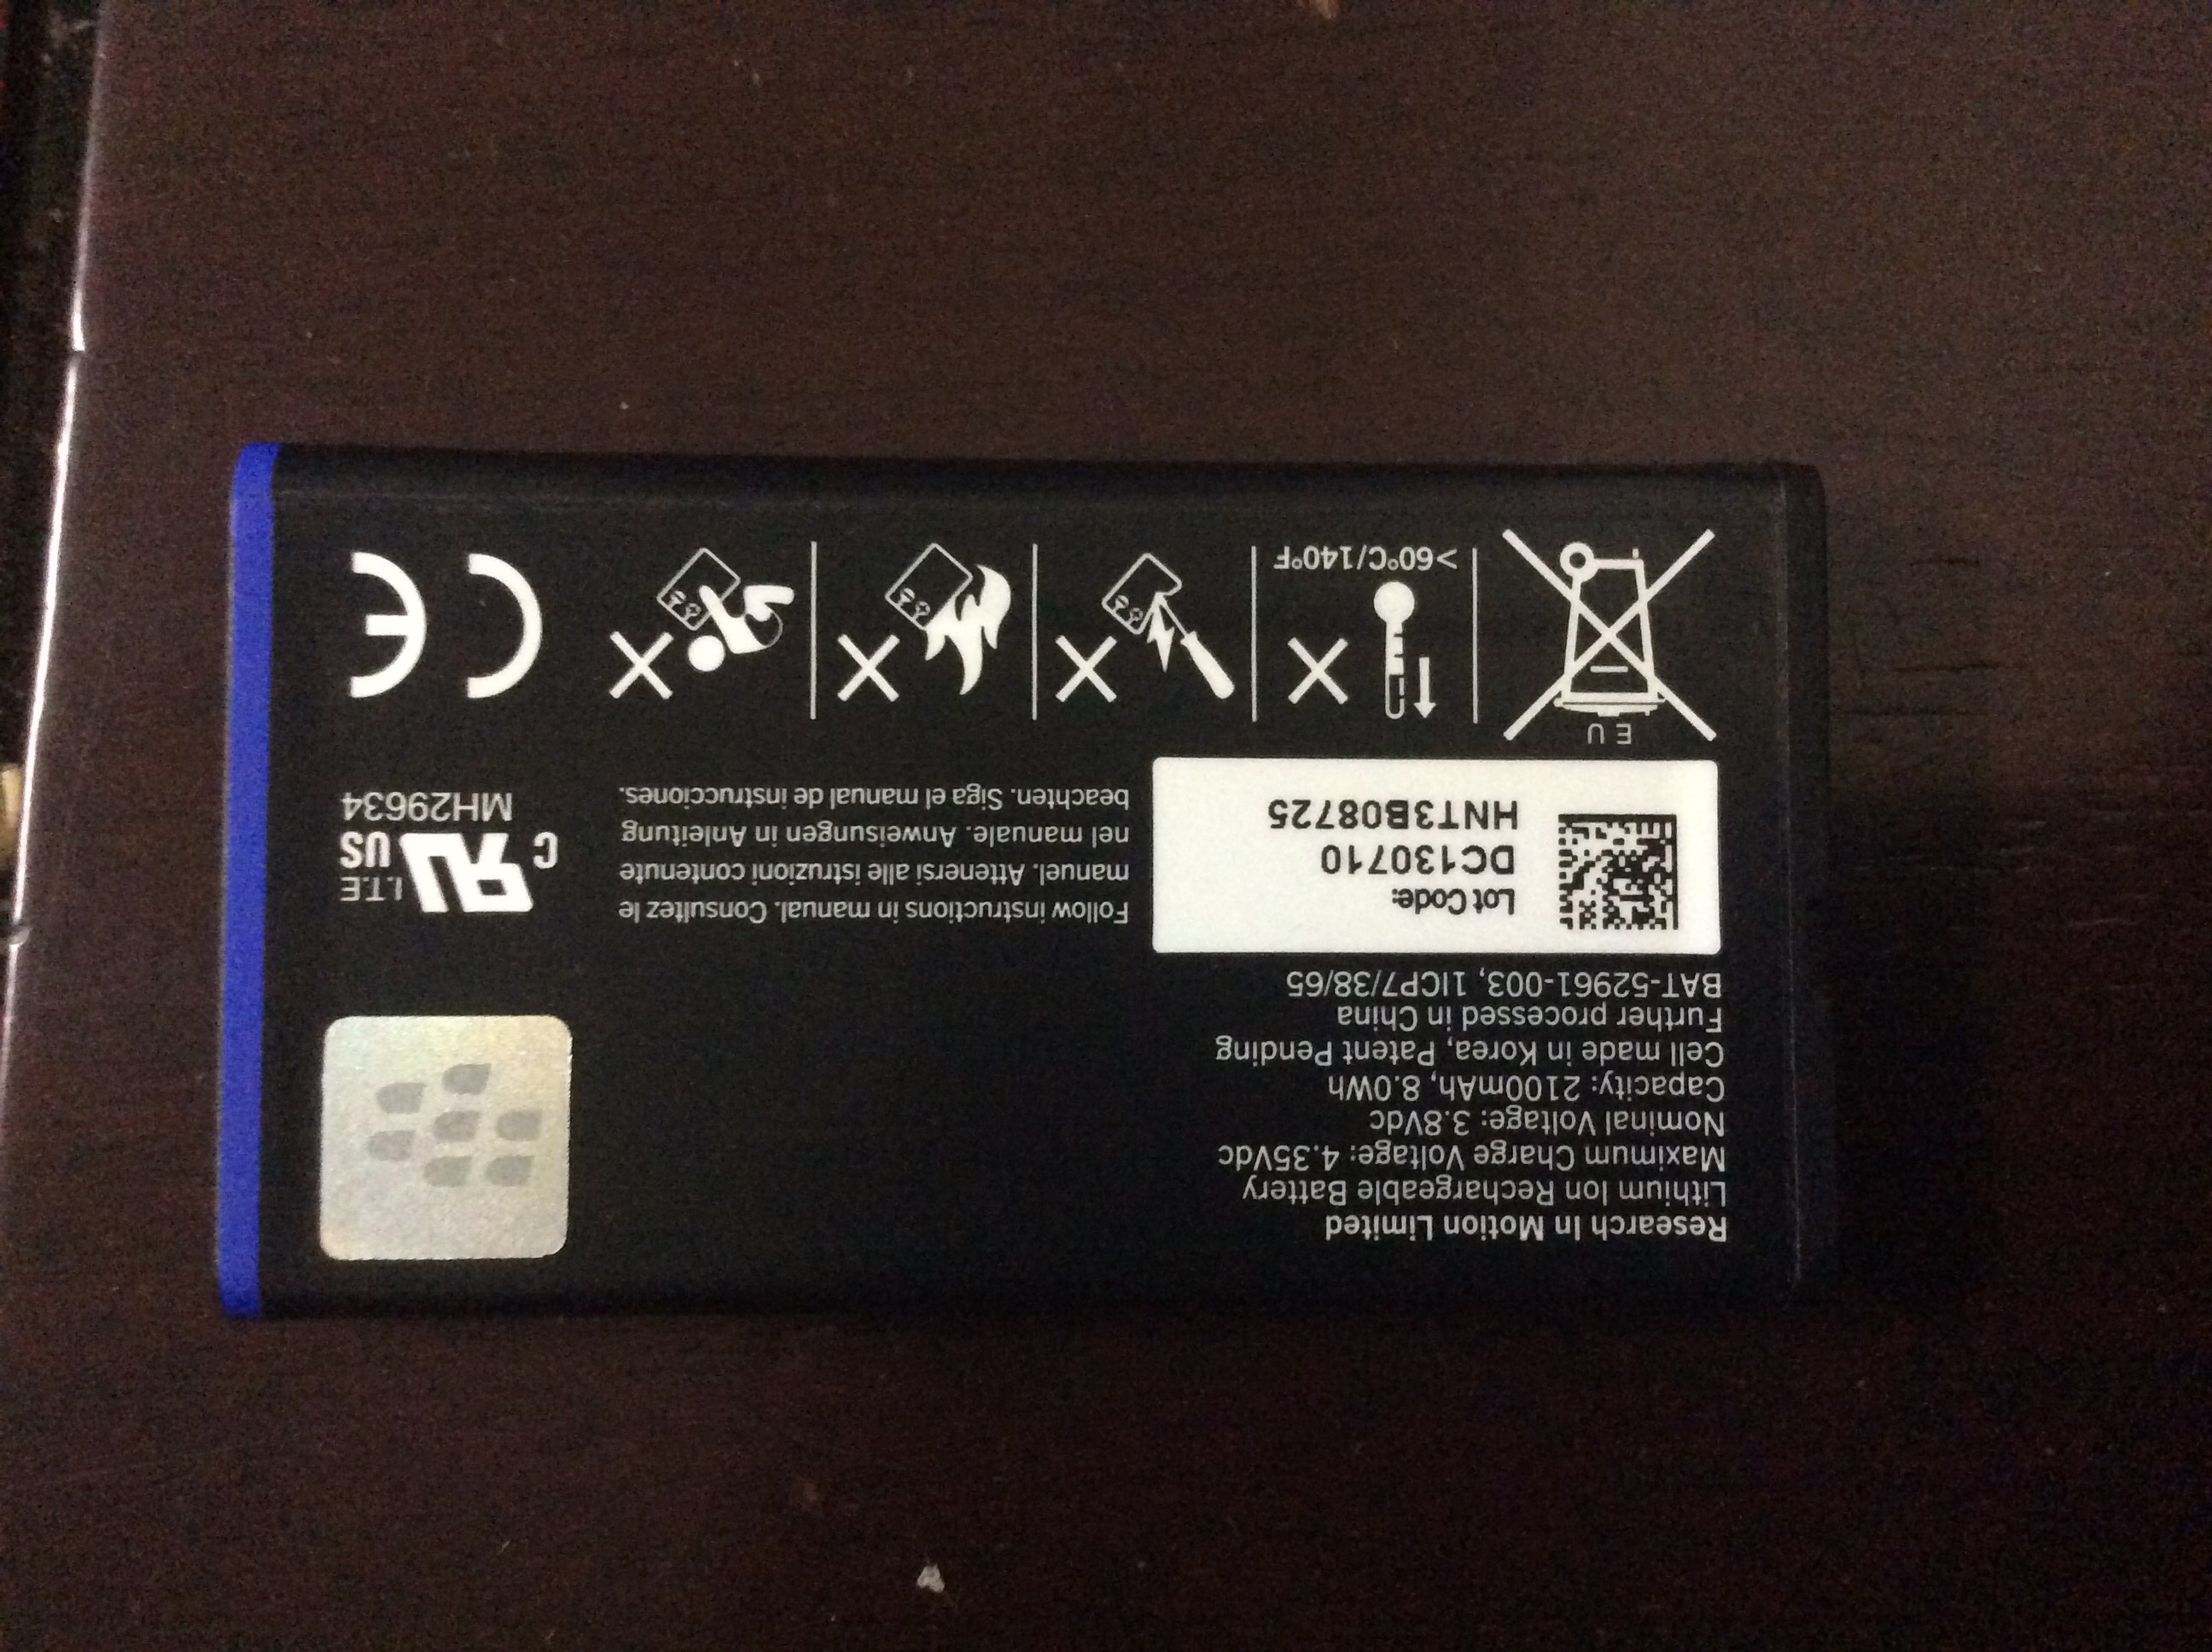 Research In Motion Limited
Lithium Ion Rechargeable Battery
Maximum Charge Voltage: 4.35Vdc
Nominal Voltage: 3.8Vdc
Capacity: 2100mAh, 8.0Wh
Cell made in Korea, Patent Pending
Further processed in China
BAT-52961-003, 1ICP7/38/65
Lot Code:
DC130710
HNT3B08725
Follow instructions in manual. Consultez le
manuel. Attenersi alle istruzioni contenute
nel manuale. Anweisungen in Anleitung
beachten. Siga el manual de instrucciones.
c RU US I.T.E
MH29634
EU
>60°C/140°F
CE